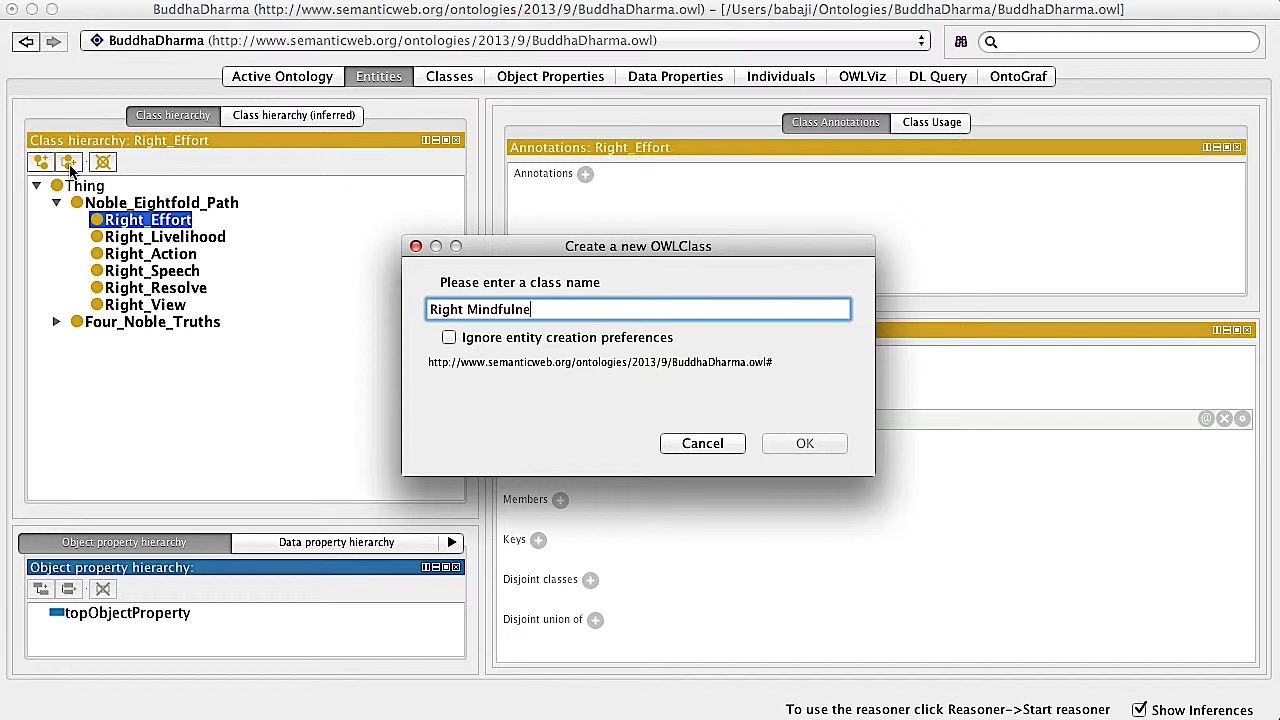 BuddhaDharma (http://www.semanticweb.org/ontologies/2013/9/BuddhaDharma.owl) – [/Users/babaji/Ontologies/BuddhaDharma/BuddhaDharma.owl]
BuddhaDharma (http://www.semanticweb.org/ontologies/2013/9/BuddhaDharma.owl)
Active Ontology Entities Classes Object Properties Data Properties Individuals OWLViz DL Query OntoGraf
Class hierarchy Class hierarchy (inferred)
Class hierarchy: Right_Effort
Thing
Noble_Eightfold_Path
Right_Effort
Right_Livelihood
Right_Action
Right_Speech
Right_Resolve
Right_View
Four_Noble_Truths
Class Annotations Class Usage
Annotations: Right_Effort
Annotations
Create a new OWLClass
Please enter a class name
Right Mindfulne
Ignore entity creation preferences
http://www.semanticweb.org/ontologies/2013/9/BuddhaDharma.owl#
Cancel OK
Members
Keys
Disjoint classes
Disjoint union of
Object property hierarchy Data property hierarchy
Object property hierarchy:
topObjectProperty
To use the reasoner click Reasoner->Start reasoner Show Inferences